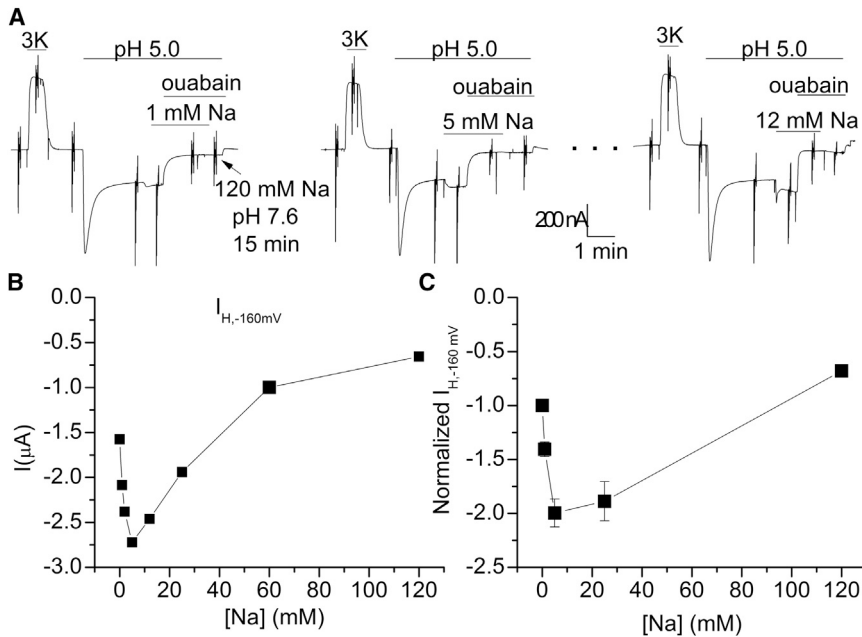 A
3K
pH 5.0
ouabain
1 mM Na
120 mM Na
pH 7.6
15 min
3K
pH 5.0
ouabain
5 mM Na
. . .
200 nA
1 min
3K
pH 5.0
ouabain
12 mM Na
B
I H,-160mV
I(μA)
0.0
-0.5
-1.0
-1.5
-2.0
-2.5
-3.0
0 20 40 60 80 100 120
[Na] (mM)
C
Normalized I H,-160 mV
0.0
-0.5
-1.0
-1.5
-2.0
-2.5
0 20 40 60 80 100 120
[Na] (mM)